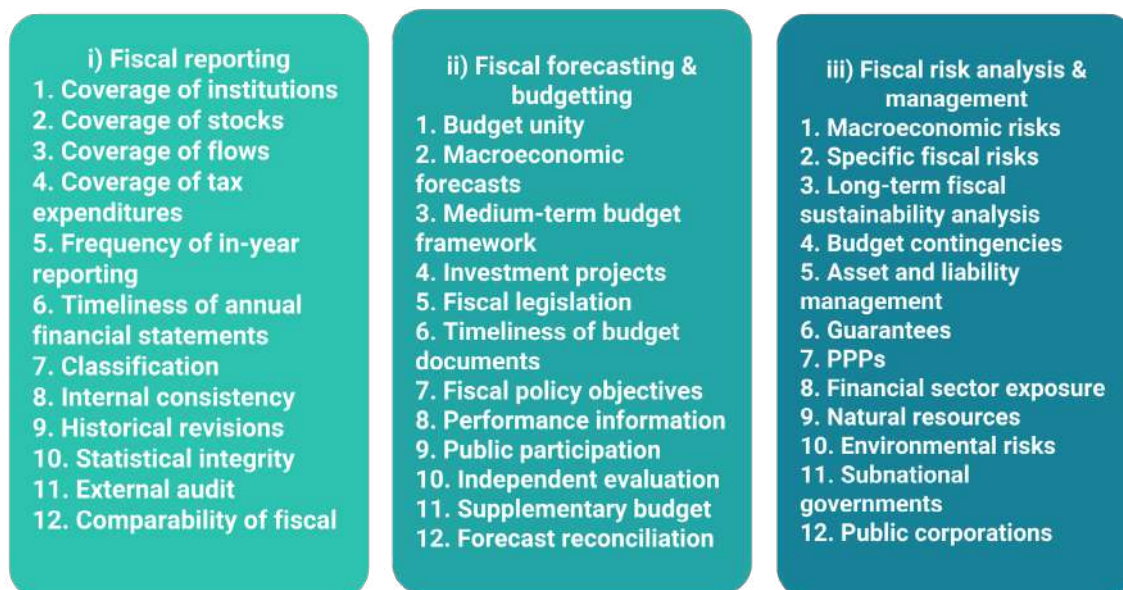 i) Fiscal reporting
1. Coverage of institutions
2. Coverage of stocks
3. Coverage of flows
4. Coverage of tax
expenditures
5. Frequency of in-year
reporting
6. Timeliness of annual
financial statements
7. Classification
8. Internal consistency
9. Historical revisions
10. Statistical integrity
11. External audit
12. Comparability of fiscal
ii) Fiscal forecasting &
budgetting
1. Budget unity
2. Macroeconomic
forecasts
3. Medium-term budget
framework
4. Investment projects
5. Fiscal legislation
6. Timeliness of budget
documents
7. Fiscal policy objectives
8. Performance information
9. Public participation
10. Independent evaluation
11. Supplementary budget
12. Forecast reconciliation
iii) Fiscal risk analysis &
management
1. Macroeconomic risks
2. Specific fiscal risks
3. Long-term fiscal
sustainability analysis
4. Budget contingencies
5. Asset and liability
management
6. Guarantees
7. PPPs
8. Financial sector exposure
9. Natural resources
10. Environmental risks
11. Subnational
governments
12. Public corporations